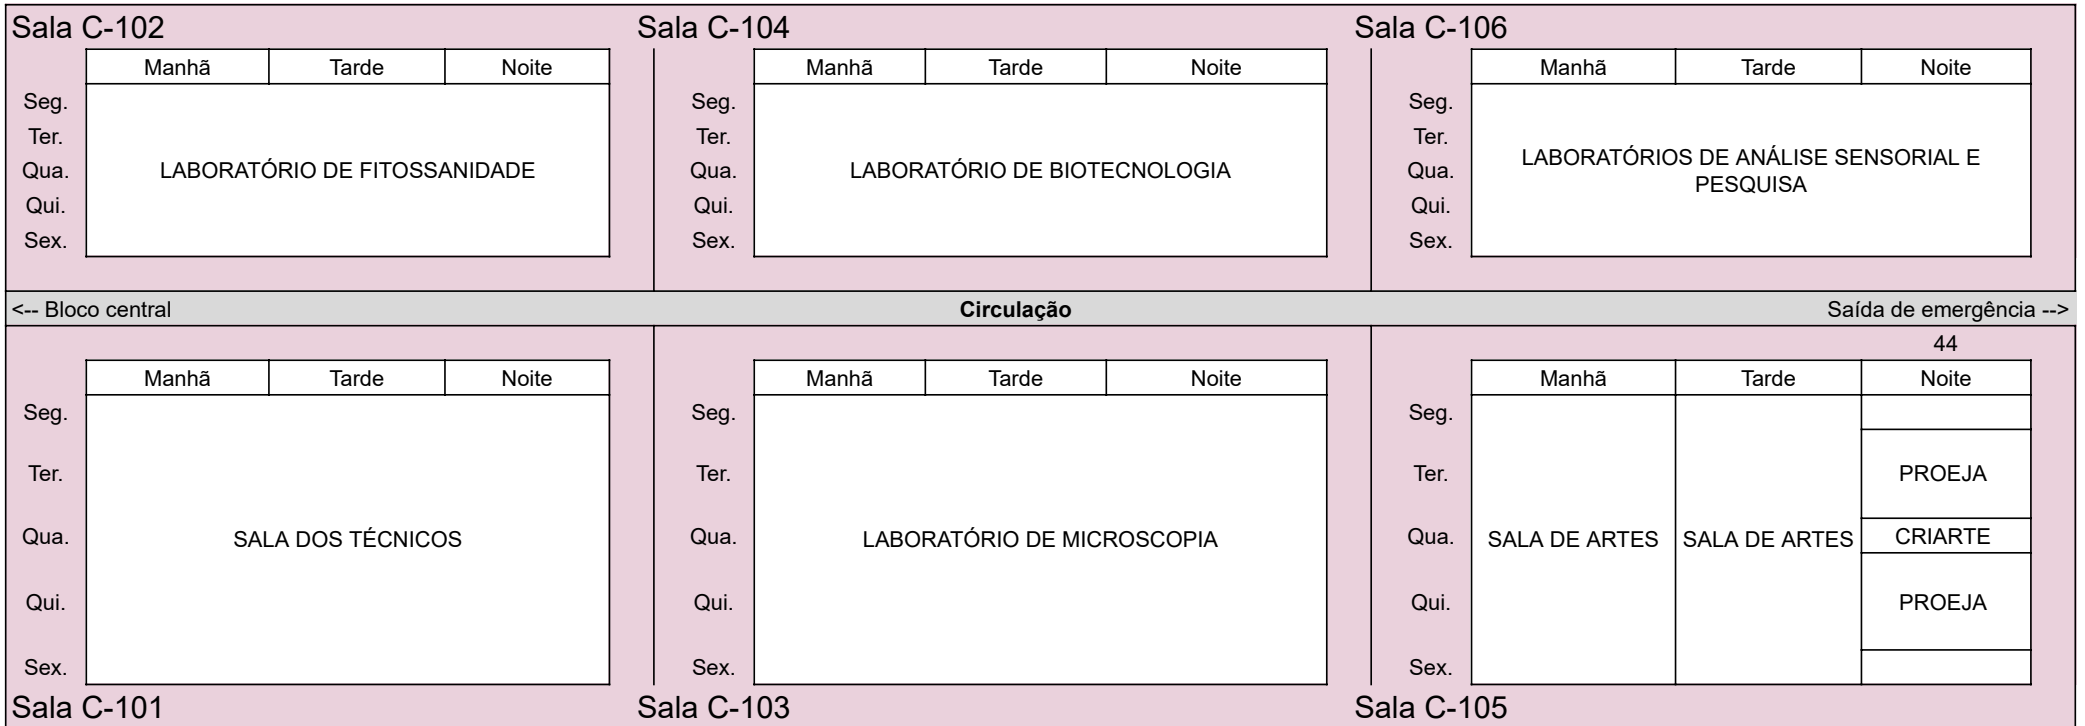 Sala C-102 Sala C-104 Sala C-106
Manhã Tarde Noite Manhã Tarde Noite Manhã Tarde Noite
Seg. Seg. Seg.
Ter. Ter. Ter.
Qua. LABORATÓRIO DE FITOSSANIDADE Qua. LABORATÓRIO DE BIOTECNOLOGIA Qua. LABORATÓRIOS DE ANÁLISE SENSORIAL E
PESQUISA
Qui. Qui. Qui.
Sex. Sex. Sex.
<-- Bloco central Circulação Saída de emergência -->
44
Manhã Tarde Noite Manhã Tarde Noite Manhã Tarde Noite
Seg. Seg. Seg.
Ter. Ter. Ter. PROEJA
Qua. SALA DOS TÉCNICOS Qua. LABORATÓRIO DE MICROSCOPIA Qua. SALA DE ARTES SALA DE ARTES CRIARTE
Qui. Qui. Qui. PROEJA
Sex. Sex. Sex.
Sala C-101 Sala C-103 Sala C-105